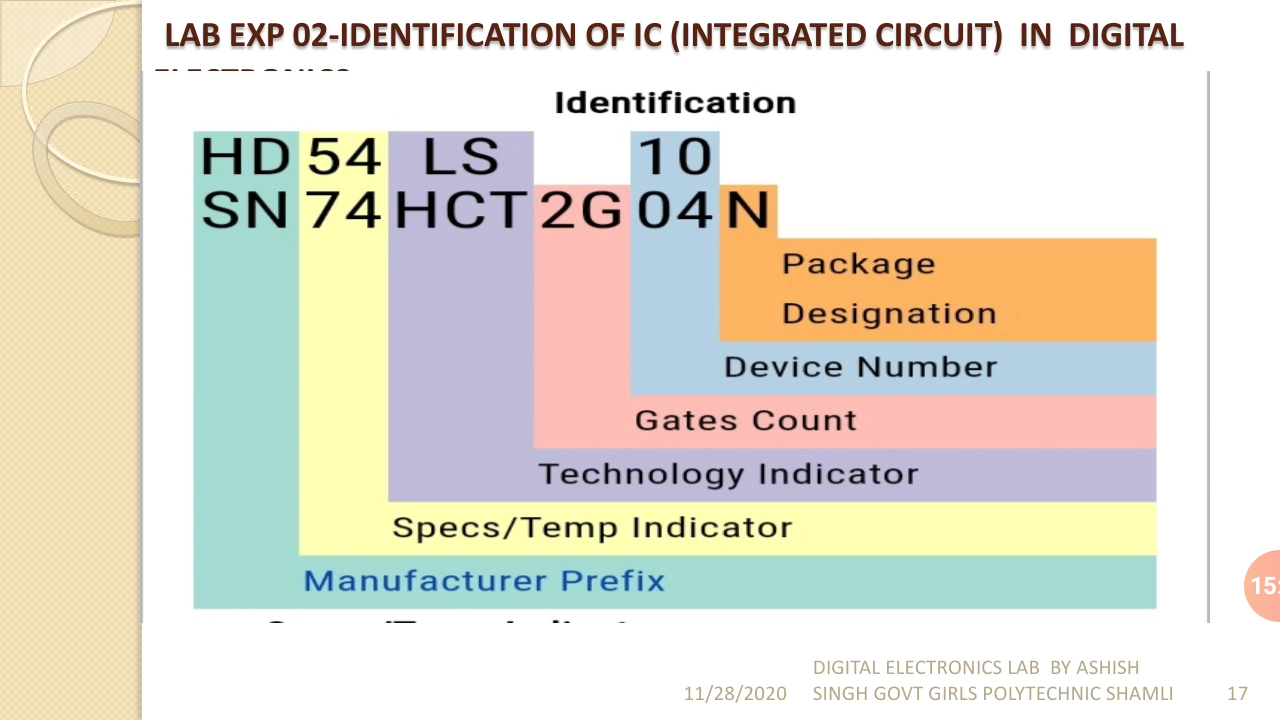 LAB EXP 02-IDENTIFICATION OF IC (INTEGRATED CIRCUIT) IN DIGITAL
Identification
HD 54 LS 10
SN 74 HCT 2G 04 N
Package
Designation
Device Number
Gates Count
Technology Indicator
Specs/Temp Indicator
Manufacturer Prefix
DIGITAL ELECTRONICS LAB BY ASHISH
11/28/2020 SINGH GOVT GIRLS POLYTECHNIC SHAMLI 17